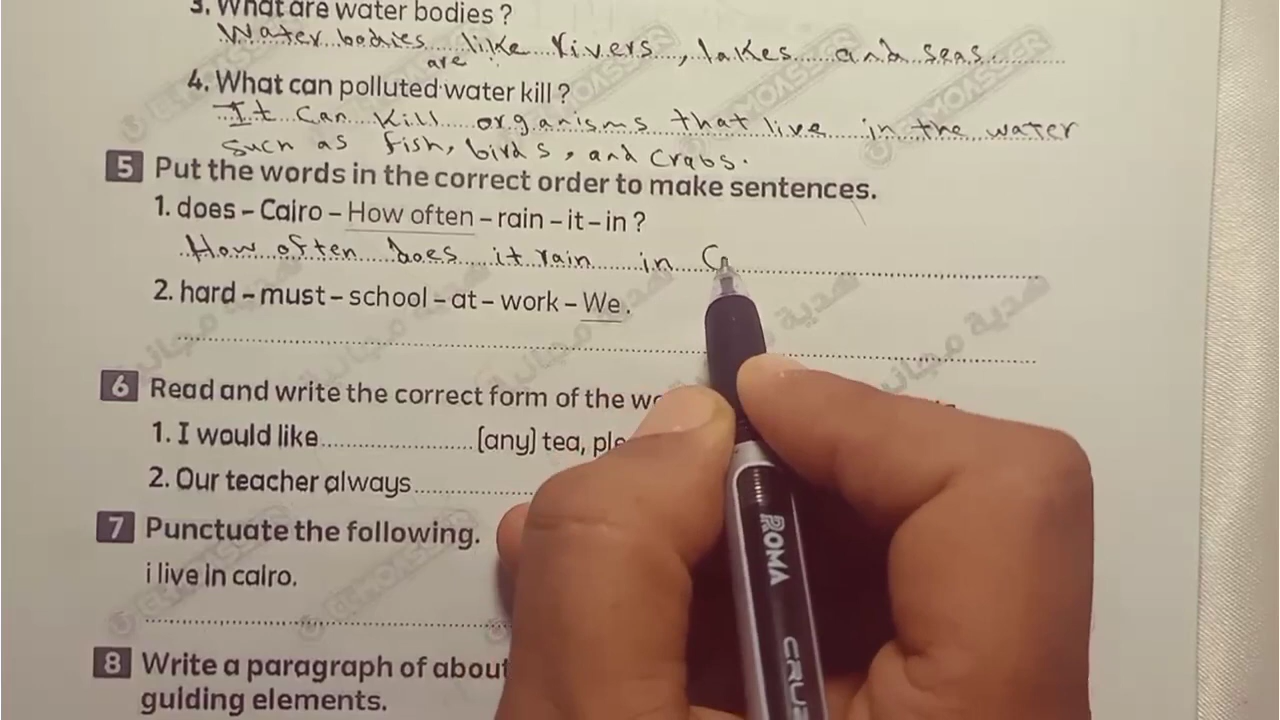 3. What are water bodies ?
Water bodies like rivers, lakes and seas.
are
4. What can polluted water kill ?
It Can Kill organisms that live in the water
Such as fish, birds, and crabs.
5 Put the words in the correct order to make sentences.
1. does – Cairo – How often – rain – it – in ?
How often does it rain in
2. hard – must – school – at – work – We .
6 Read and write the correct form of the
1. I would like (any) tea,
2. Our teacher always
7 Punctuate the following.
i live in cairo.
8 Write a paragraph of about
guiding elements.
EL-MOASSER
هدية مجانية
ROMA